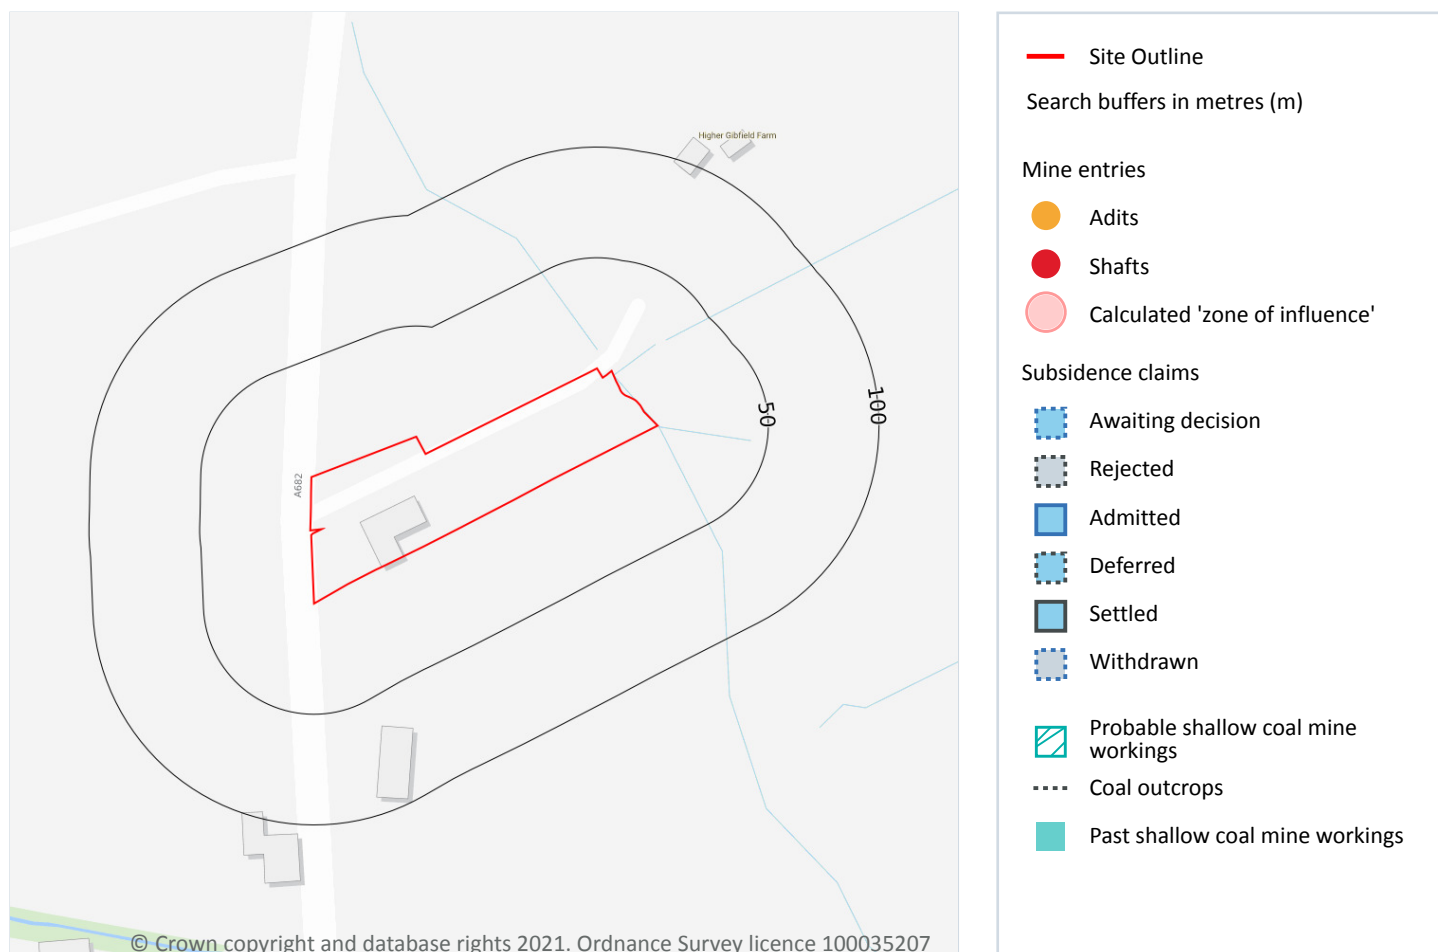 Higher Gibfield Farm
A682
50
100
© Crown copyright and database rights 2021. Ordnance Survey licence 100035207
Site Outline
Search buffers in metres (m)
Mine entries
Adits
Shafts
Calculated 'zone of influence'
Subsidence claims
Awaiting decision
Rejected
Admitted
Deferred
Settled
Withdrawn
Probable shallow coal mine
workings
Coal outcrops
Past shallow coal mine workings